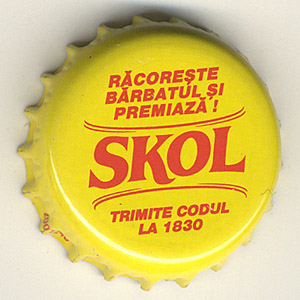 RĂCOREȘTE
BĂRBATUL ȘI
PREMIAZĂ !
SKOL
TRIMITE CODUL
LA 1830